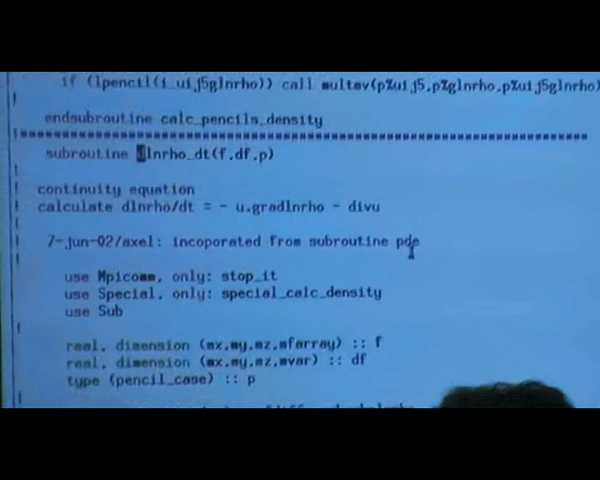 if (lpencil(i_uij5glnrho)) call multmv(p%uij5,p%glnrho,p%uij5glnrho)
!
endsubroutine calc_pencils_density
!***********************************************************************
subroutine dlnrho_dt(f,df,p)
!
! continuity equation
! calculate dlnrho/dt = - u.gradlnrho - divu
!
! 7-jun-02/axel: incoporated from subroutine pde
!
use Mpicomm, only: stop_it
use Special, only: special_calc_density
use Sub
!
real, dimension (mx,my,mz,mfarray) :: f
real, dimension (mx,my,mz,mvar) :: df
type (pencil_case) :: p
!